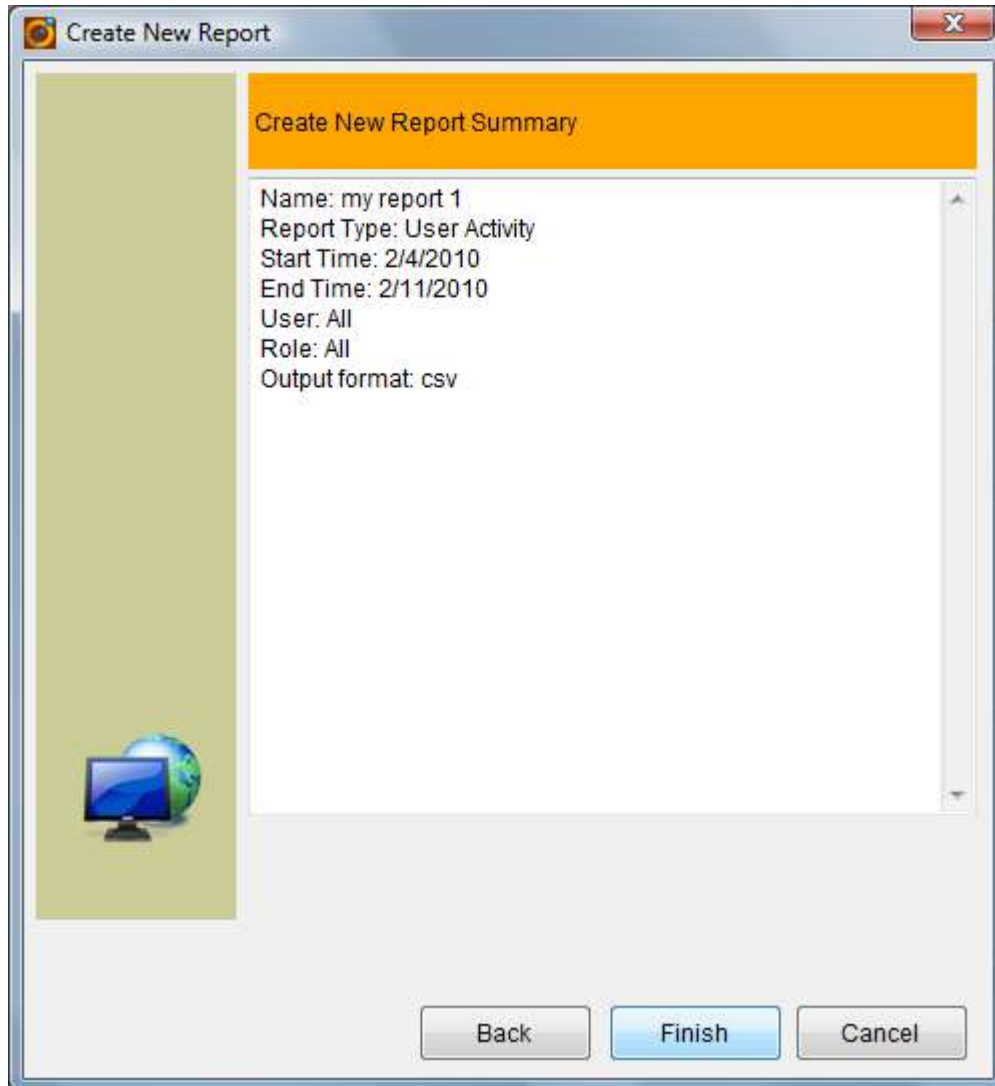 Create New Report
Create New Report Summary
Name: my report 1
Report Type: User Activity
Start Time: 2/4/2010
End Time: 2/11/2010
User: All
Role: All
Output format: csv
Back Finish Cancel